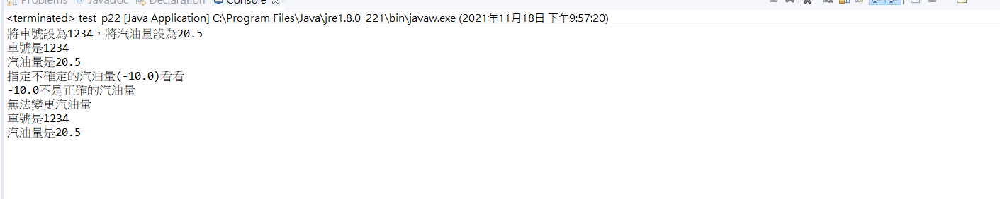 Problems @ Javadoc Declaration Console
<terminated> test_p22 [Java Application] C:\Program Files\Java\jre1.8.0_221\bin\javaw.exe (2021年11月18日 下午9:57:20)
將車號設為1234，將汽油量設為20.5
車號是1234
汽油量是20.5
指定不確定的汽油量(-10.0)看看
-10.0不是正確的汽油量
無法變更汽油量
車號是1234
汽油量是20.5